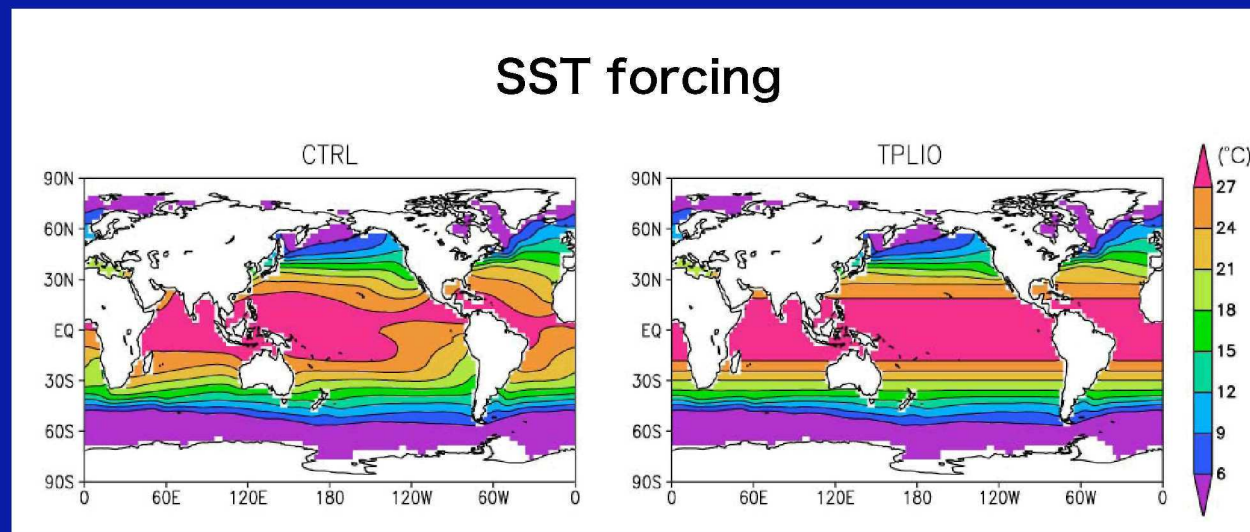 SST forcing
CTRL
TPLIO
(°C)
90N
60N
30N
EQ
30S
60S
90S
0 60E 120E 180 120W 60W 0
90N
60N
30N
EQ
30S
60S
90S
0 60E 120E 180 120W 60W 0
27
24
21
18
15
12
9
6